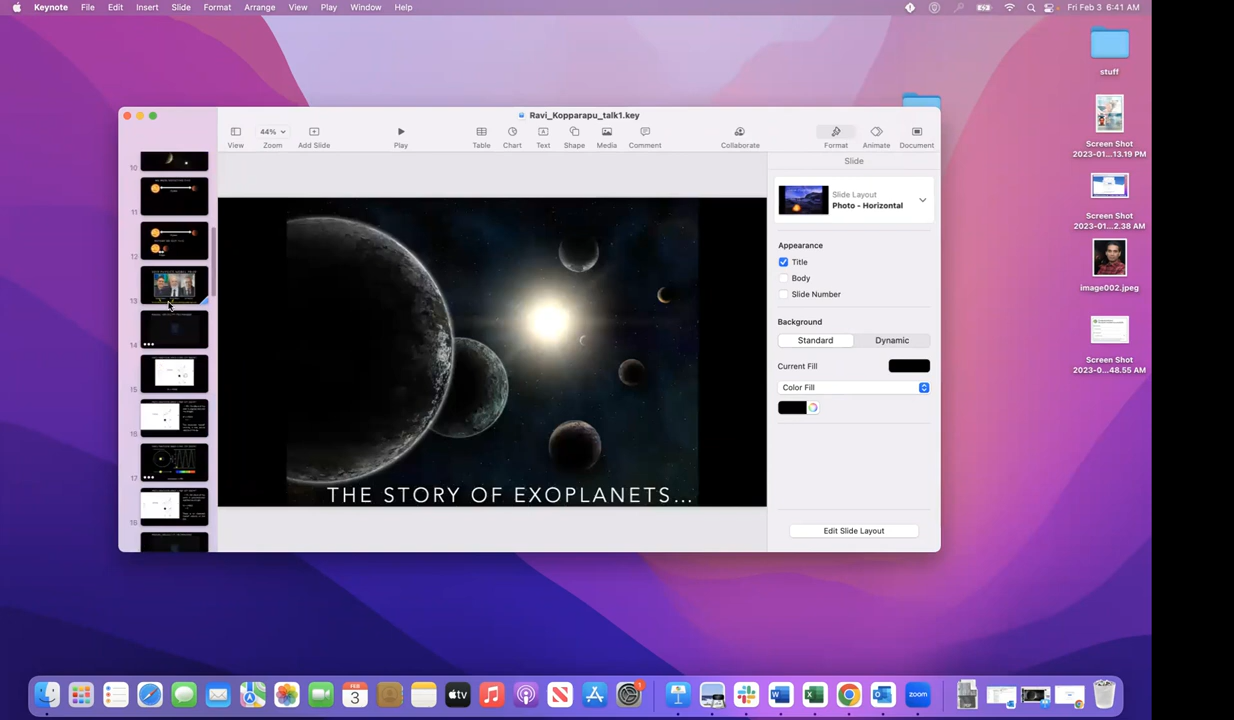 Keynote File Edit Insert Slide Format Arrange View Play Window Help
Fri Feb 3 6:41 AM
Ravi_Kopparapu_talk1.key
44%
View Zoom Add Slide Play Table Chart Text Shape Media Comment Collaborate Format Animate Document
10
11
12
13
14
15
16
17
18
THE STORY OF EXOPLANETS...
Slide
Slide Layout
Photo - Horizontal
Appearance
Title
Body
Slide Number
Background
Standard Dynamic
Current Fill
Color Fill
Edit Slide Layout
stuff
Screen Shot
2023-01...13.19 PM
Screen Shot
2023-01...2.38 AM
image002.jpeg
Screen Shot
2023-0...48.55 AM
FEB
3
tv
1
zoom